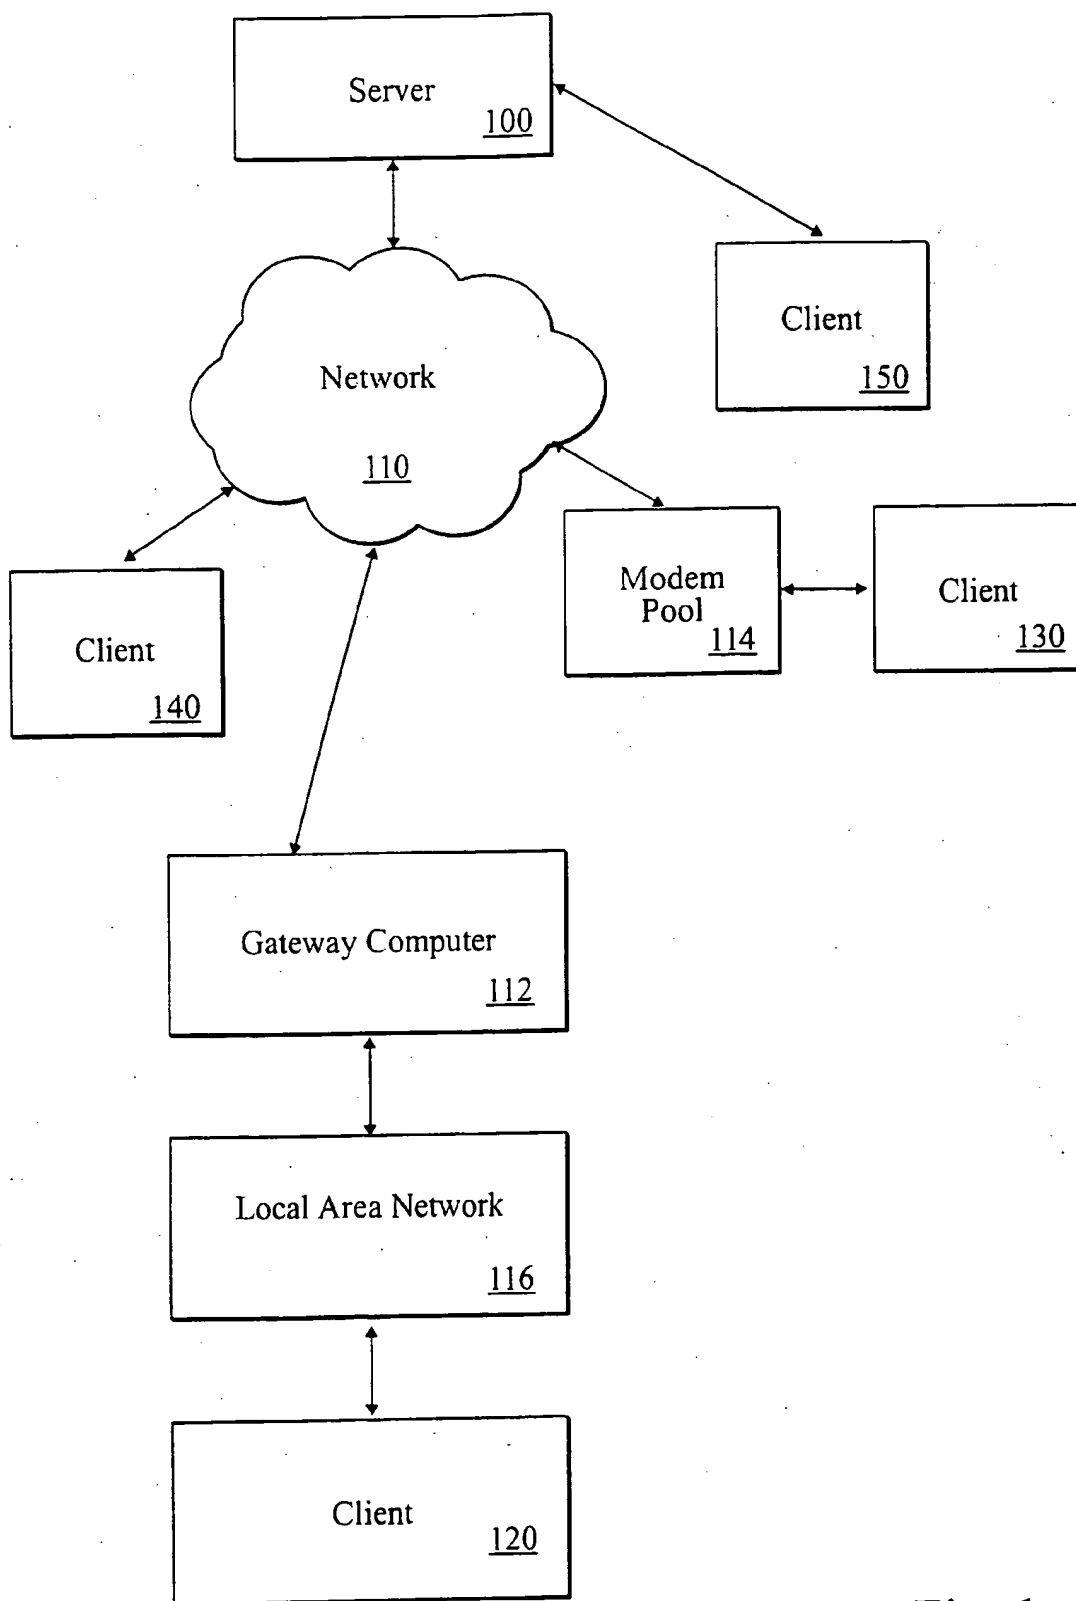 Server
100
Client
150
Network
110
Modem
Pool
114
Client
130
Client
140
Gateway Computer
112
Local Area Network
116
Client
120